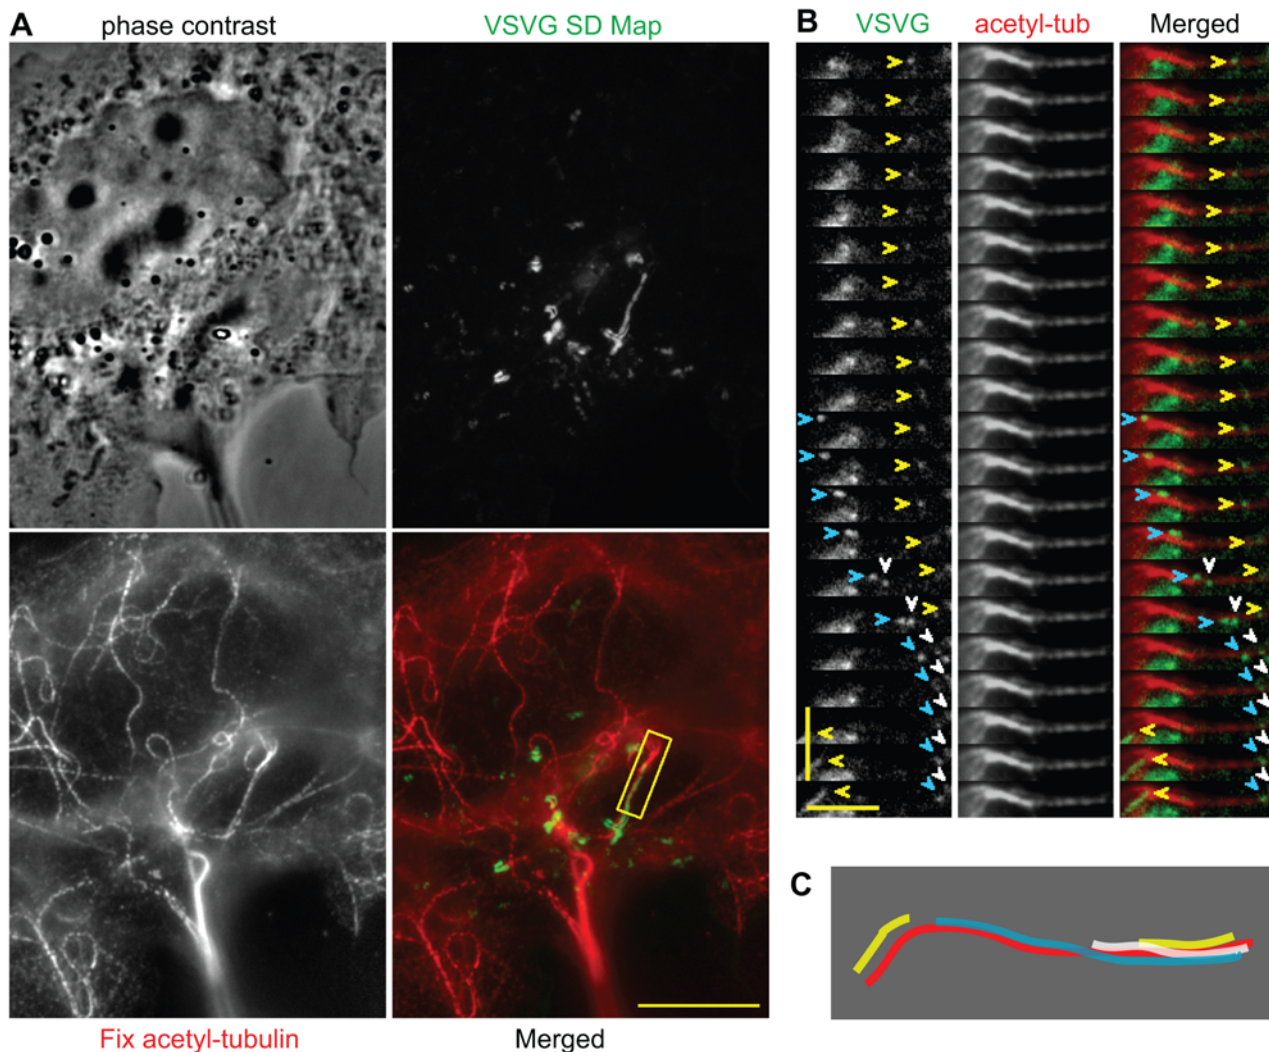 A
phase contrast
VSVG SD Map
B
VSVG
acetyl-tub
Merged
Fix acetyl-tubulin
Merged
C